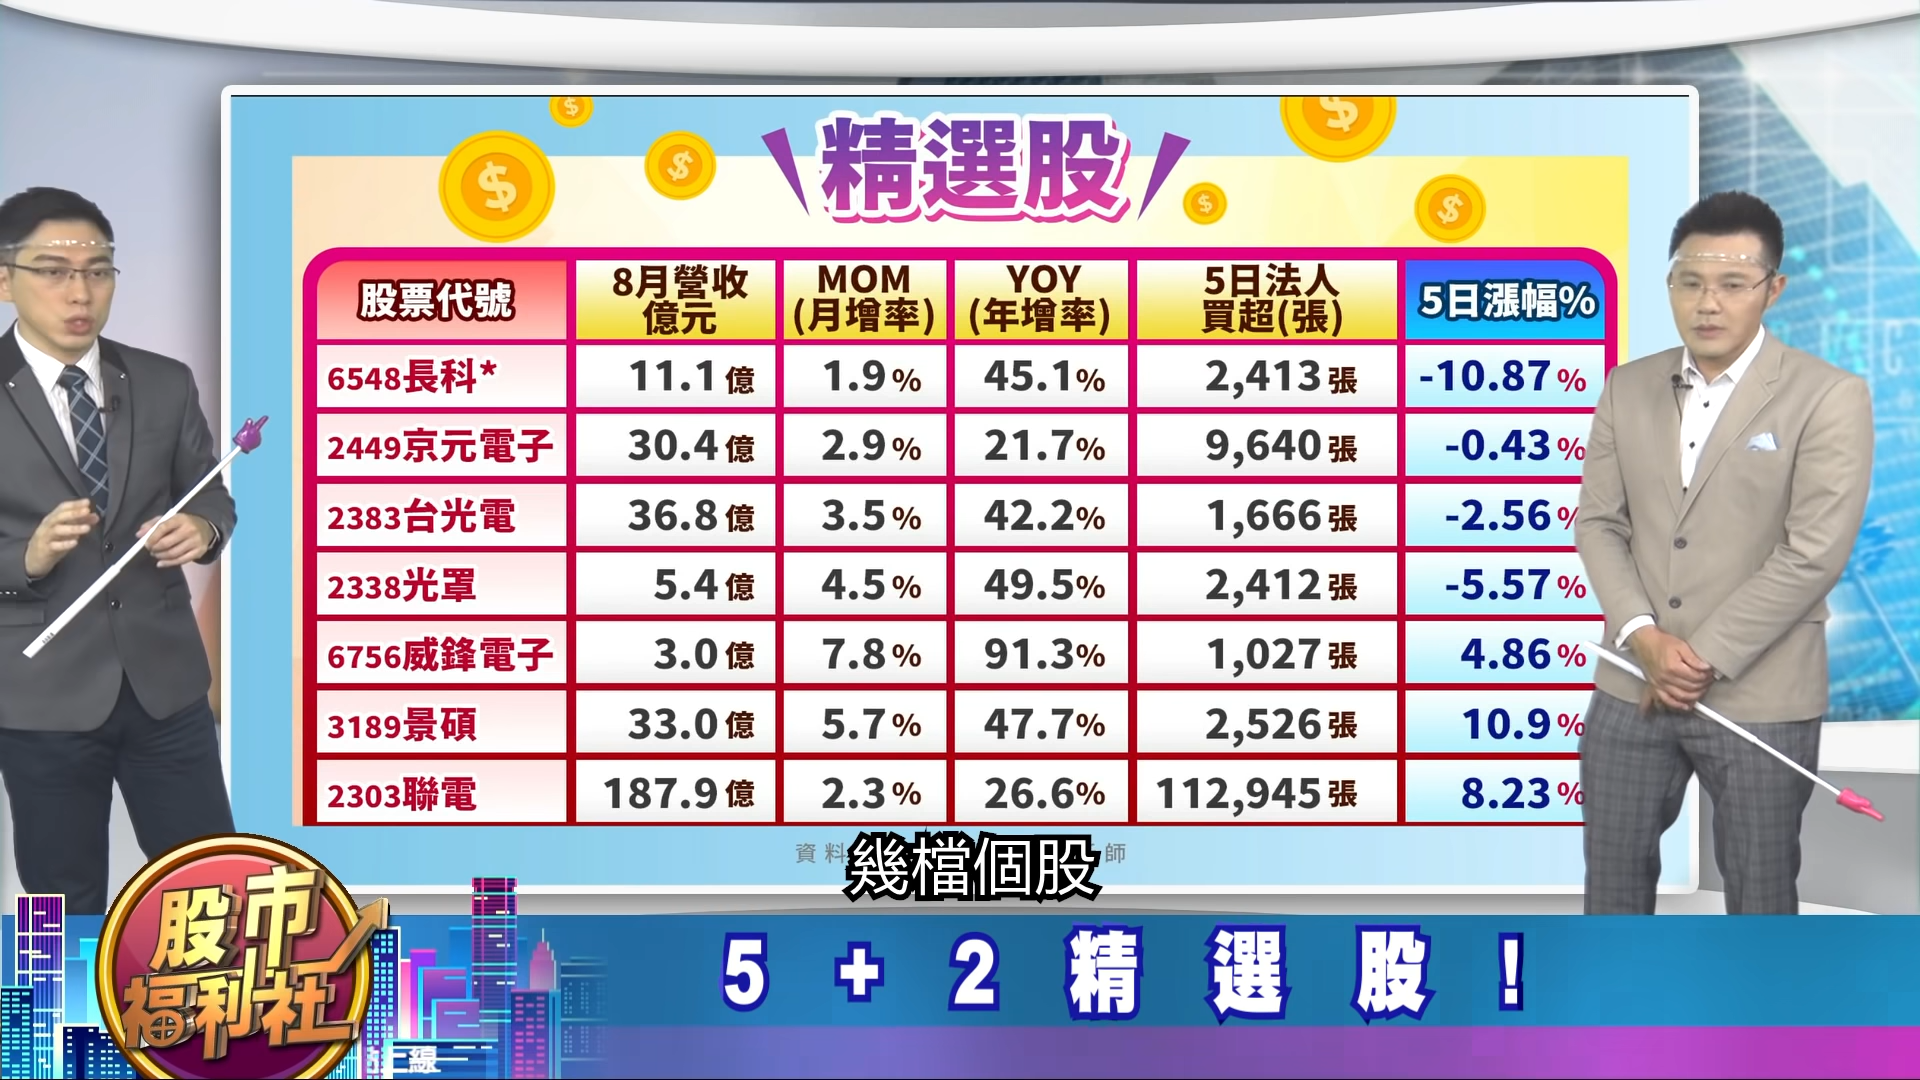 精選股
股票代號 8月營收億元 MOM(月增率) YOY(年增率) 5日法人買超(張) 5日漲幅%
6548長科* 11.1億 1.9% 45.1% 2,413張 -10.87%
2449京元電子 30.4億 2.9% 21.7% 9,640張 -0.43%
2383台光電 36.8億 3.5% 42.2% 1,666張 -2.56%
2338光罩 5.4億 4.5% 49.5% 2,412張 -5.57%
6756威鋒電子 3.0億 7.8% 91.3% 1,027張 4.86%
3189景碩 33.0億 5.7% 47.7% 2,526張 10.9%
2303聯電 187.9億 2.3% 26.6% 112,945張 8.23%
資料 師
幾檔個股
5+2精選股!
股市
福利社
上線